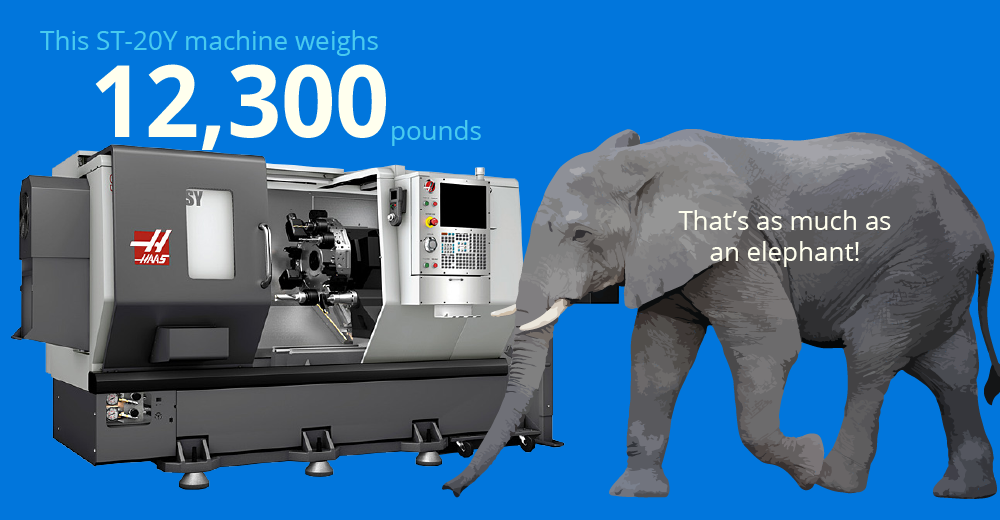 This ST-20Y machine weighs
12,300
pounds
SY
HAAS
That's as much as
an elephant!